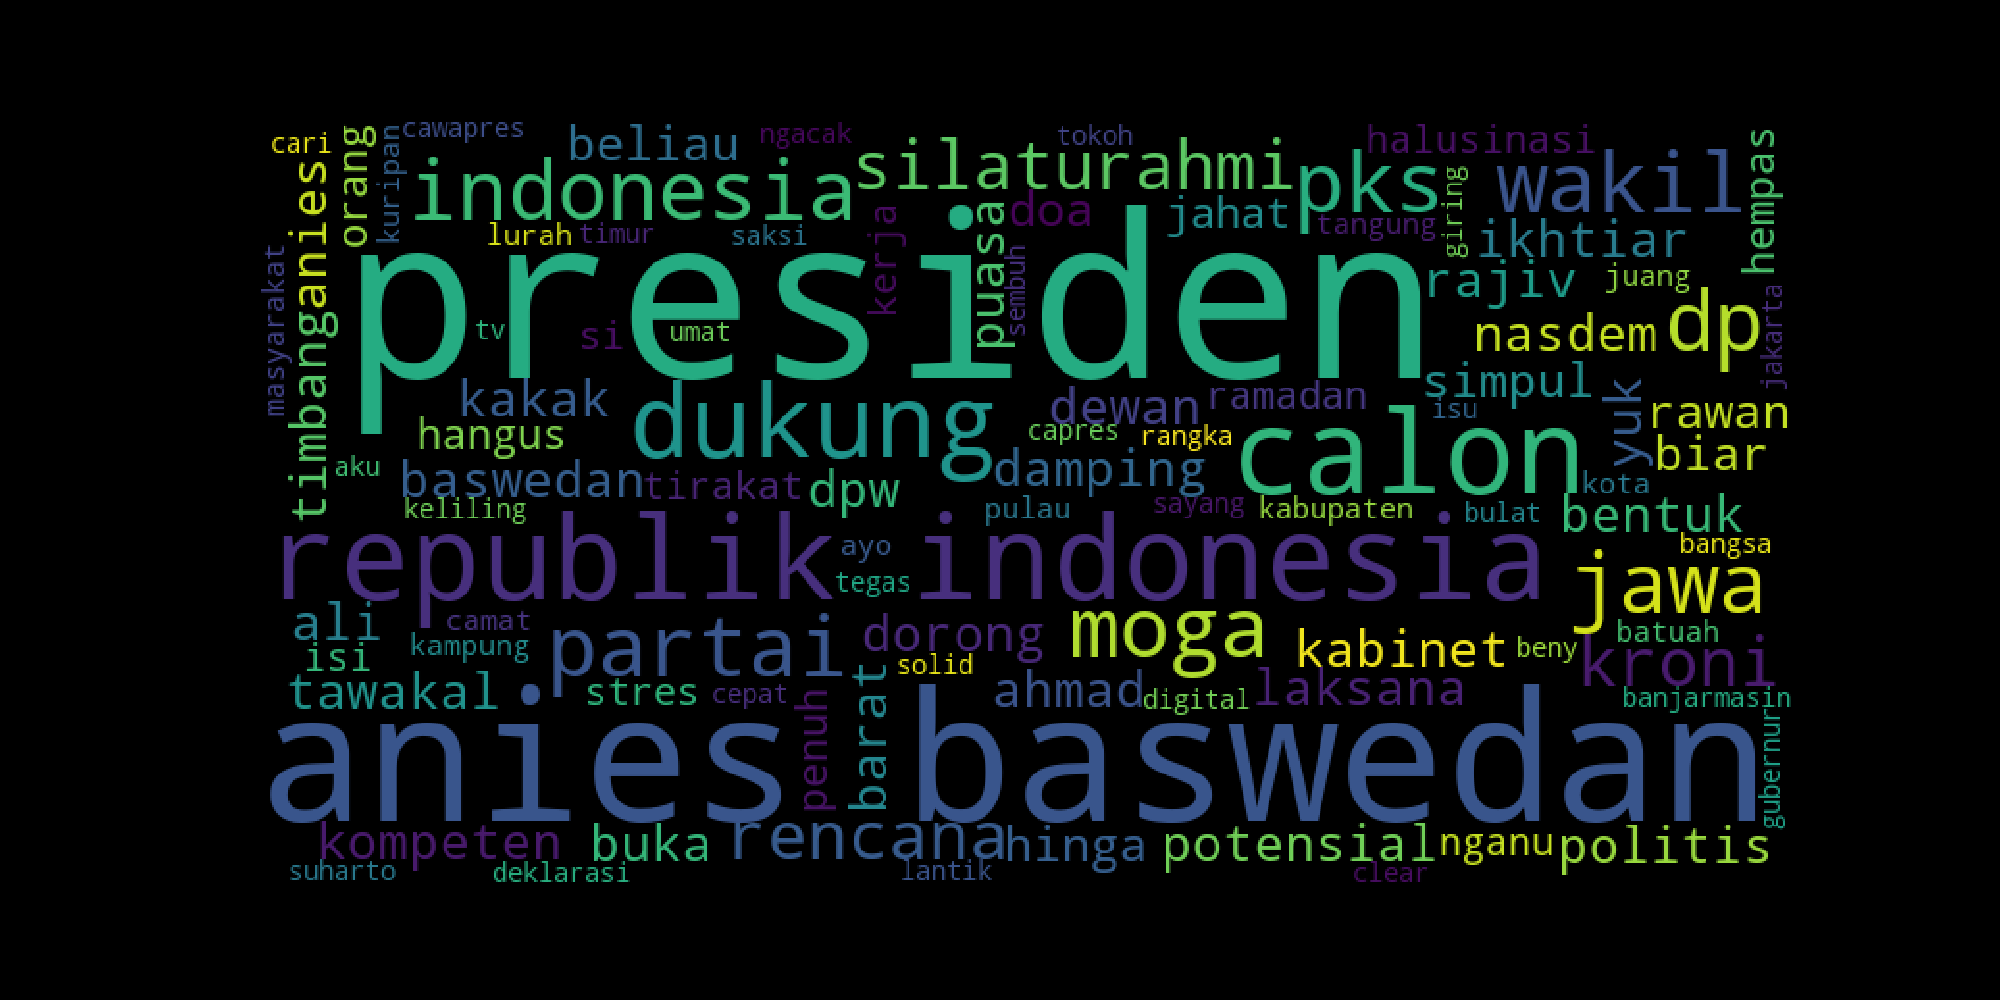 cari
orang
kuripan
cawapres
beliau
ngacak
tokoh
halusinasi
hempas
timbanganies
indonesia
silaturahmi
pks
giring
wakil
masyarakat
lurah
timur
saksi
kerja
puasa
doa
sembuh
jahat
tangung
ikhtiar
presiden
rajiv
juang
jakarta
tv
si
umat
nasdem
dp
kakak
dukung
dewan
ramadan
simpul
isu
yuk
rawan
hangus
capres
rangka
calon
biar
aku
baswedan
tirakat
dpw
damping
kota
keliling
pulau
sayang
kabupaten
bulat
bentuk
republik indonesia
ayo
bangsa
tegas
jawa
ali
camat
partai
dorong
moga
kabinet
beny
batuah
isi
kampung
solid
kroni
tawakal
stres
cepat
penuh
barat
ahmad
digital
laksana
banjarmasin
anies baswedan
gubernur
kompeten
buka
rencana
hinga
potensial
nganu
politis
suharto
deklarasi
lantik
clear